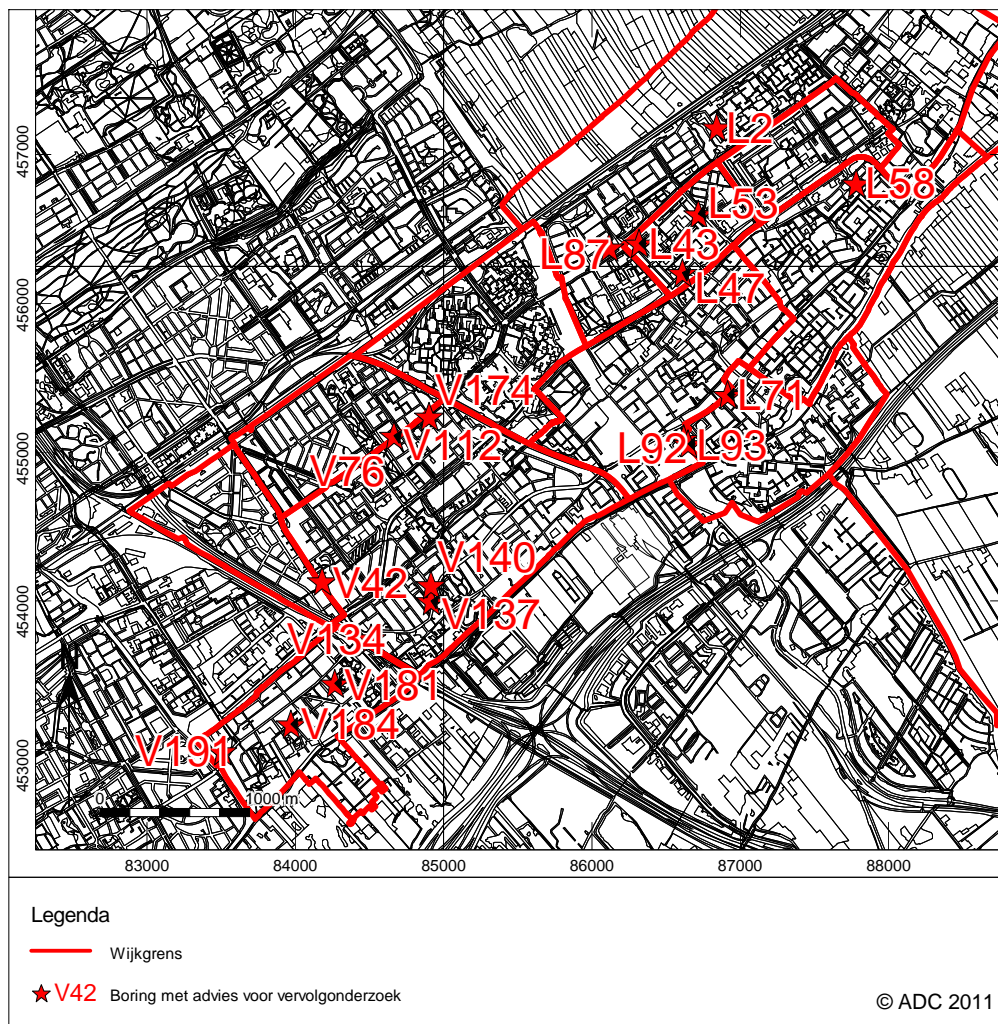 L2
L58
L53
L43
L87
L47
V174
L71
V112
L92
L93
V76
V140
V42
V137
V134
V181
V184
V191
457000
456000
455000
454000
453000
0
1000 m
83000
84000
85000
86000
87000
88000
Legenda
Wijkgrens
V42 Boring met advies voor vervolgonderzoek
© ADC 2011